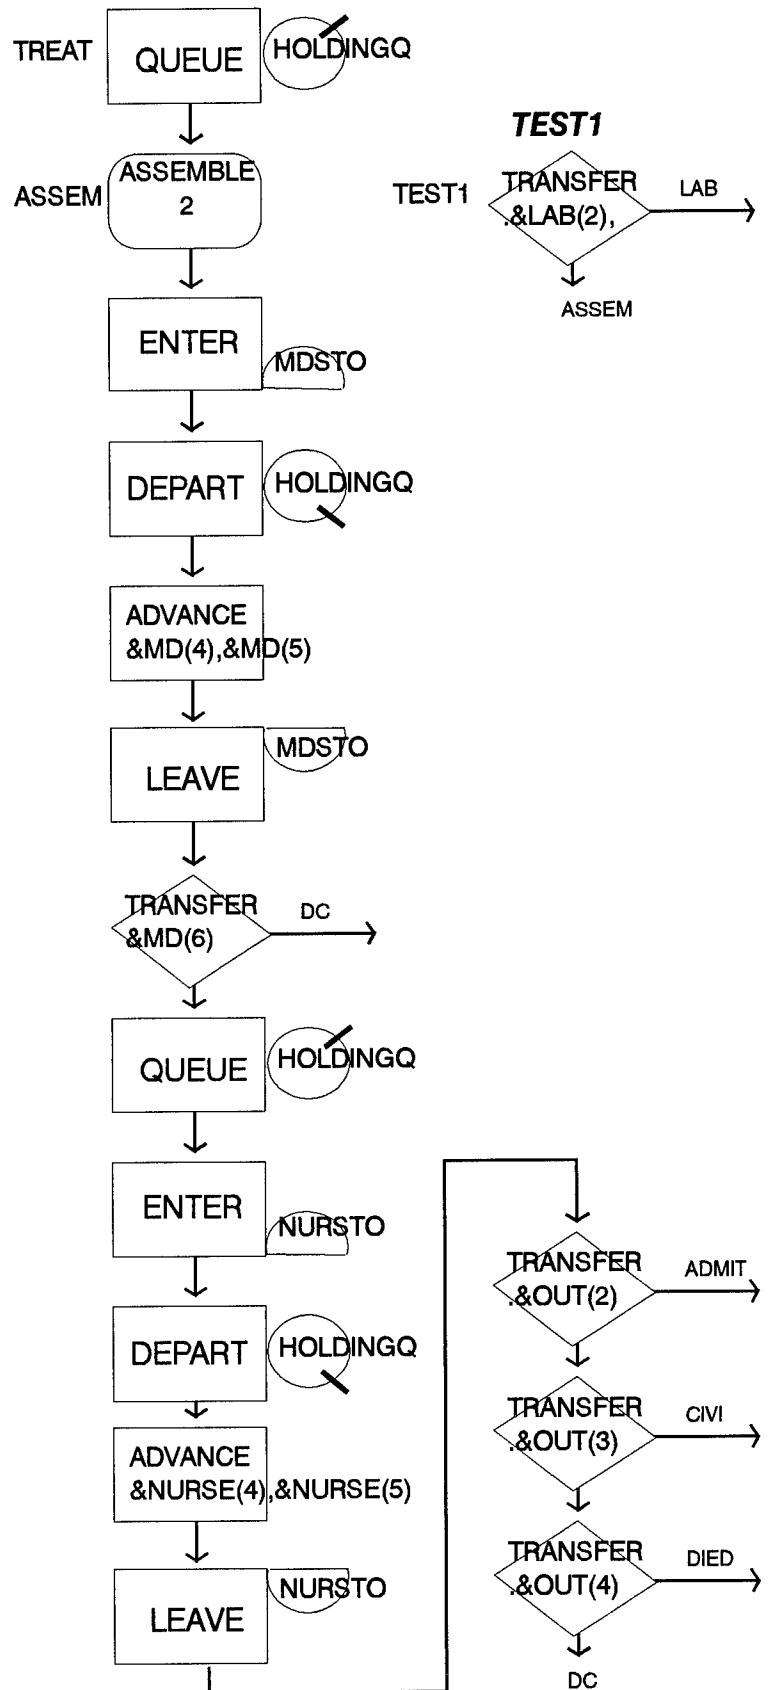 TREAT
QUEUE
HOLDINGQ
ASSEM
ASSEMBLE
2
ENTER
MDSTO
DEPART
HOLDINGQ
ADVANCE
&MD(4),&MD(5)
LEAVE
MDSTO
TRANSFER
&MD(6)
DC
QUEUE
HOLDINGQ
ENTER
NURSTO
DEPART
HOLDINGQ
ADVANCE
&NURSE(4),&NURSE(5)
LEAVE
NURSTO
TEST1
TEST1
TRANSFER
.&LAB(2),
LAB
ASSEM
TRANSFER
.&OUT(2)
ADMIT
TRANSFER
.&OUT(3)
CIVI
TRANSFER
.&OUT(4)
DIED
DC